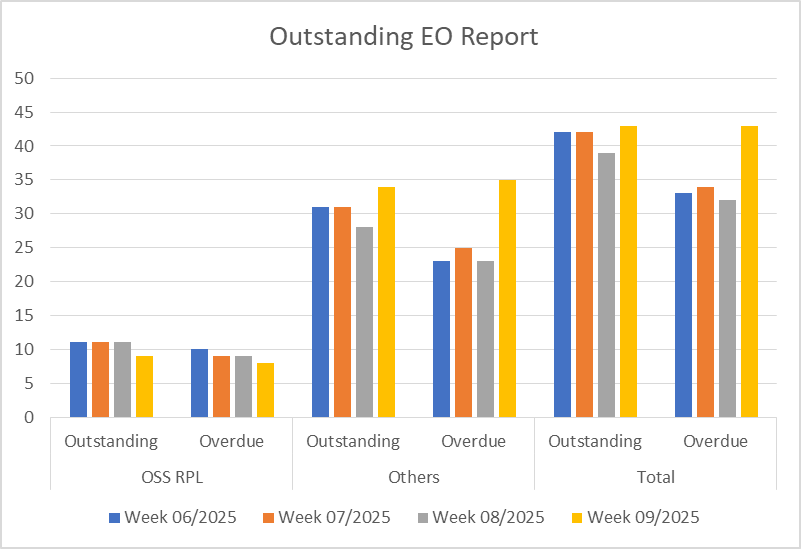 Outstanding EO Report
50
45
40
35
30
25
20
15
10
5
0
Outstanding Overdue Outstanding Overdue Outstanding Overdue
OSS RPL Others Total
Week 06/2025 Week 07/2025 Week 08/2025 Week 09/2025